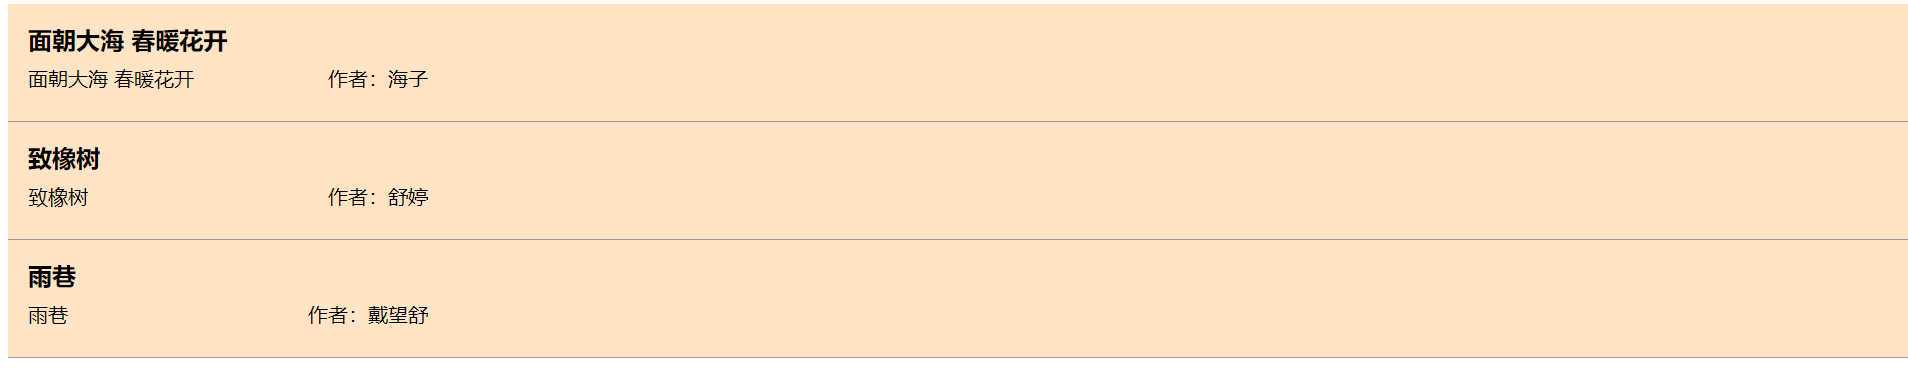 面朝大海 春暖花开
面朝大海 春暖花开 作者：海子
致橡树
致橡树 作者：舒婷
雨巷
雨巷 作者：戴望舒